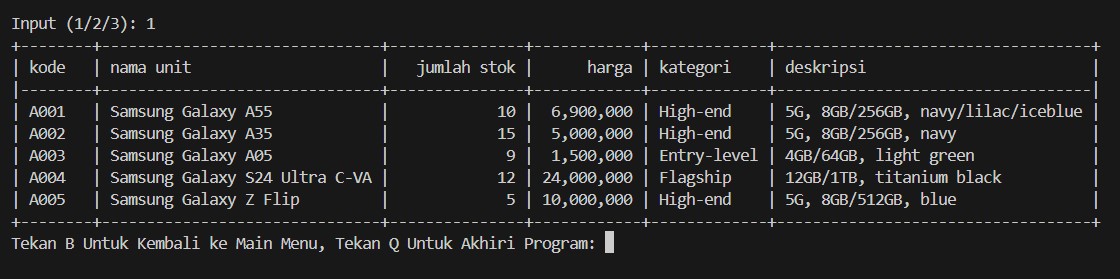 Input (1/2/3): 1
+--------+-------------------------------+---------------+------------+-------------+-----------------------------------+
| kode   | nama unit                     |   jumlah stok |      harga | kategori    | deskripsi                         |
|--------+-------------------------------+---------------+------------+-------------+-----------------------------------+
| A001   | Samsung Galaxy A55            |            10 |  6,900,000 | High-end    | 5G, 8GB/256GB, navy/lilac/iceblue |
| A002   | Samsung Galaxy A35            |            15 |  5,000,000 | High-end    | 5G, 8GB/256GB, navy               |
| A003   | Samsung Galaxy A05            |             9 |  1,500,000 | Entry-level | 4GB/64GB, light green             |
| A004   | Samsung Galaxy S24 Ultra C-VA |            12 | 24,000,000 | Flagship    | 12GB/1TB, titanium black          |
| A005   | Samsung Galaxy Z Flip         |             5 | 10,000,000 | High-end    | 5G, 8GB/512GB, blue               |
+--------+-------------------------------+---------------+------------+-------------+-----------------------------------+
Tekan B Untuk Kembali ke Main Menu, Tekan Q Untuk Akhiri Program: